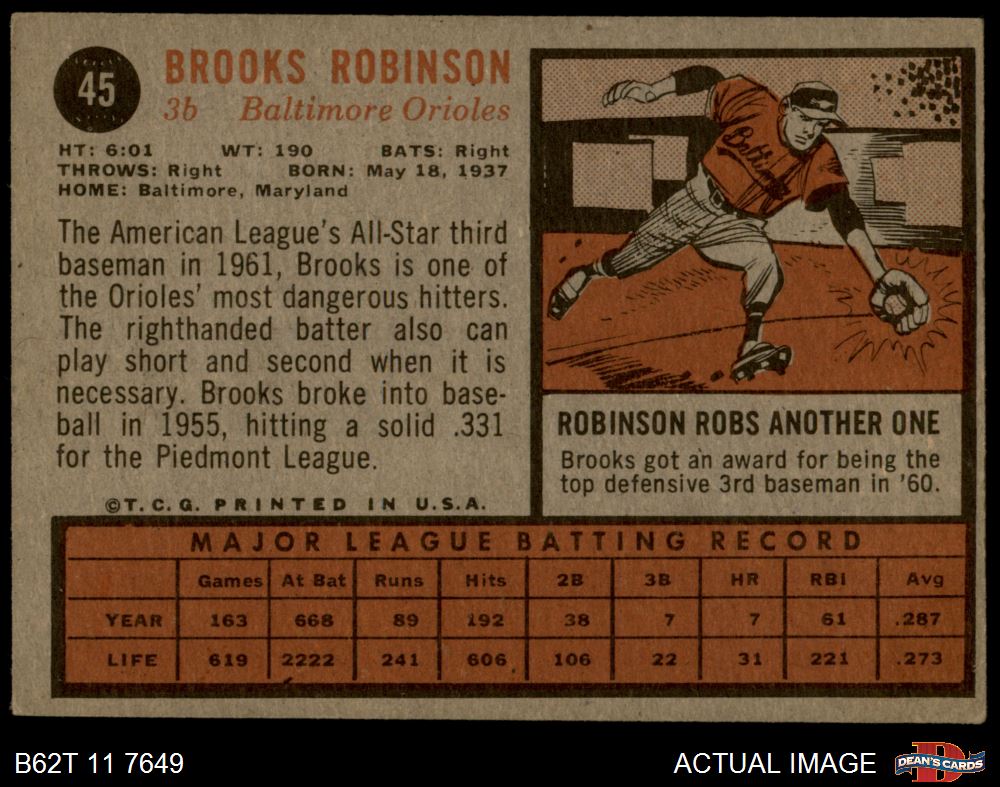 45
BROOKS ROBINSON
3b Baltimore Orioles
HT: 6:01 WT: 190 BATS: Right
THROWS: Right BORN: May 18, 1937
HOME: Baltimore, Maryland
The American League's All-Star third
baseman in 1961, Brooks is one of
the Orioles' most dangerous hitters.
The righthanded batter also can
play short and second when it is
necessary. Brooks broke into base-
ball in 1955, hitting a solid .331
for the Piedmont League.
©T. C. G. PRINTED IN U.S.A.
ROBINSON ROBS ANOTHER ONE
Brooks got an award for being the
top defensive 3rd baseman in '60.
MAJOR LEAGUE BATTING RECORD
Games At Bat Runs Hits 2B 3B HR RBI Avg
YEAR 163 668 89 192 38 7 7 61 .287
LIFE 619 2222 241 606 106 22 31 221 .273
B62T 11 7649
ACTUAL IMAGE
DEAN'S CARDS